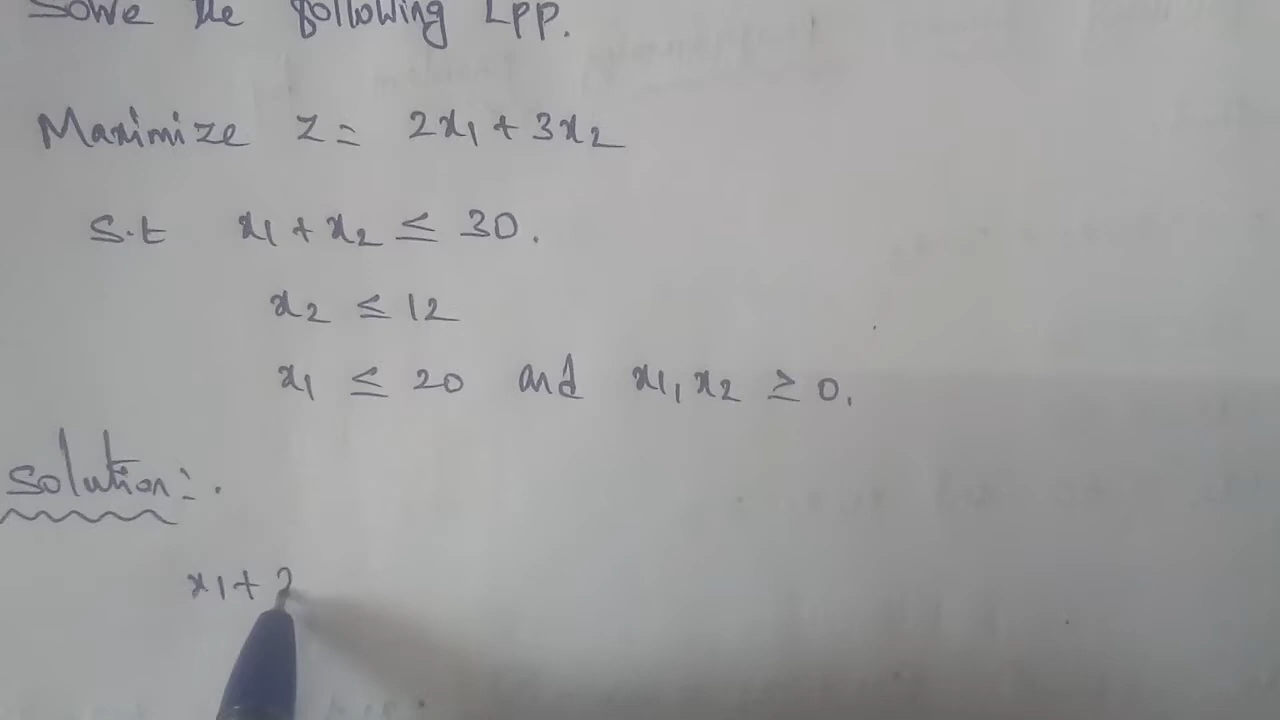 Solve the following Lpp.
Maximize Z = 2x₁ + 3x₂
S.t x₁ + x₂ ≤ 30.
x₂ ≤ 12
x₁ ≤ 20 and x₁, x₂ ≥ 0.
Solution:.
x₁ +